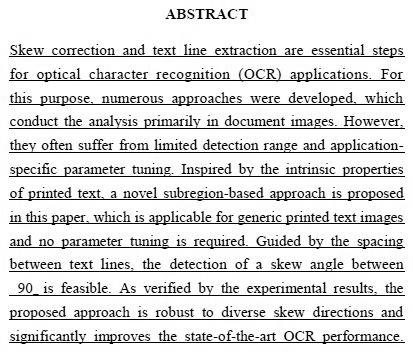 ABSTRACT
Skew correction and text line extraction are essential steps
for optical character recognition (OCR) applications. For
this purpose, numerous approaches were developed, which
conduct the analysis primarily in document images. However,
they often suffer from limited detection range and application-
specific parameter tuning. Inspired by the intrinsic properties
of printed text, a novel subregion-based approach is proposed
in this paper, which is applicable for generic printed text images
and no parameter tuning is required. Guided by the spacing
between text lines, the detection of a skew angle between
_90_ is feasible. As verified by the experimental results, the
proposed approach is robust to diverse skew directions and
significantly improves the state-of-the-art OCR performance.